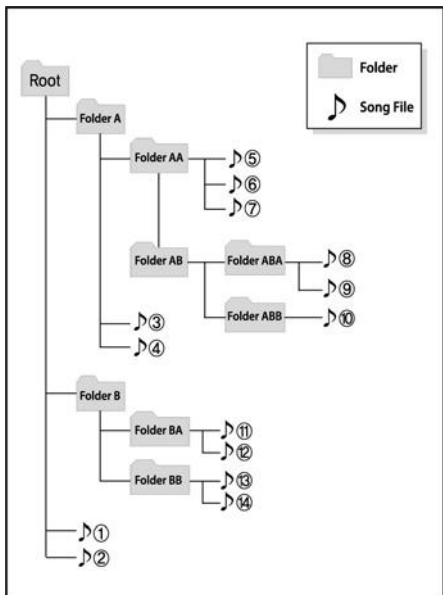 Root
Folder
Song File
Folder A
Folder AA
⑤
⑥
⑦
Folder AB
Folder ABA
⑧
⑨
Folder ABB
⑩
③
④
Folder B
Folder BA
⑪
⑫
Folder BB
⑬
⑭
①
②